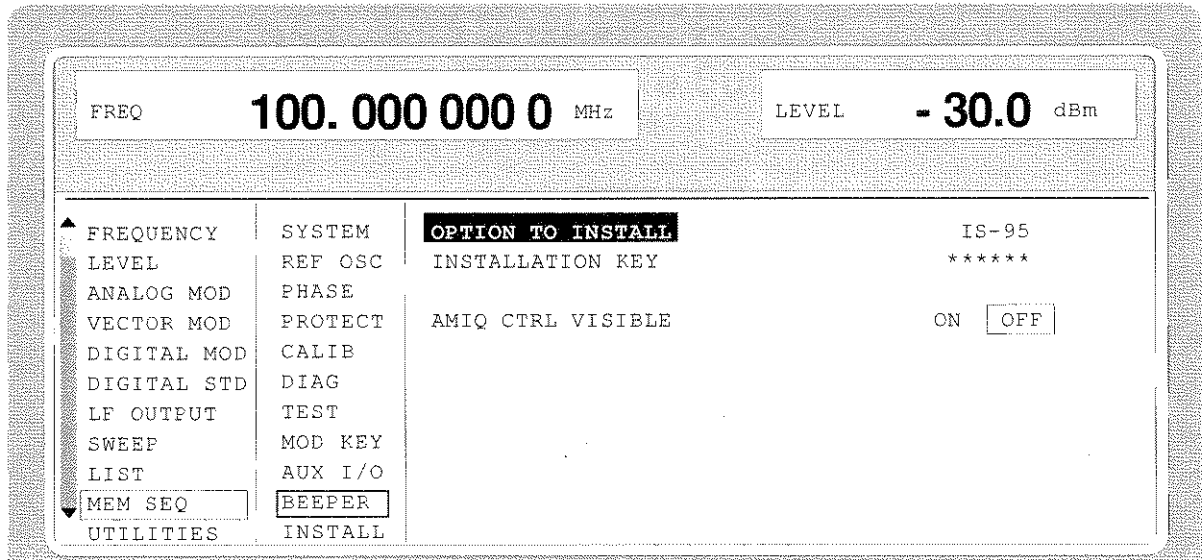 FREQ 100. 000 000 0 MHz LEVEL - 30.0 dBm
FREQUENCY SYSTEM OPTION TO INSTALL IS-95
LEVEL REF OSC INSTALLATION KEY ******
ANALOG MOD PHASE
VECTOR MOD PROTECT AMIQ CTRL VISIBLE ON OFF
DIGITAL MOD CALIB
DIGITAL STD DIAG
LF OUTPUT TEST
SWEEP MOD KEY
LIST AUX I/O
MEM SEQ BEEPER
UTILITIES INSTALL